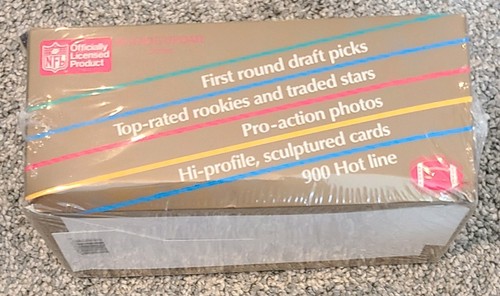 NFL
Officially
Licensed
Product
First round draft picks
Top-rated rookies and traded stars
Pro-action photos
Hi-profile, sculptured cards
900 Hot line